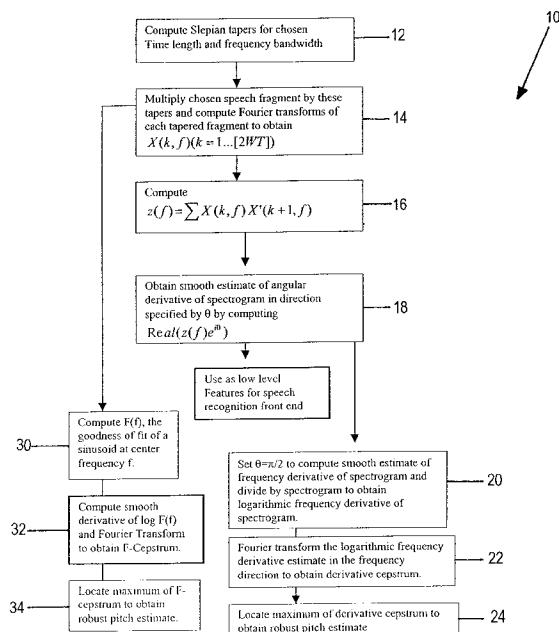 10
Compute Slepian tapers for chosen
Time length and frequency bandwidth
12
Multiply chosen speech fragment by these
tapers and compute Fourier transforms of
each tapered fragment to obtain
X(k,f)(k=1...[2WT])
14
Compute
z(f)=∑X(k,f)X*(k+1,f)
16
Obtain smooth estimate of angular
derivative of spectrogram in direction
specified by θ by computing
Real(z(f)e^{iθ})
18
Use as low level
Features for speech
recognition front end
Compute F(f), the
goodness of fit of a
sinusoid at center
frequency f.
30
Set θ=π/2 to compute smooth estimate of
frequency derivative of spectrogram and
divide by spectrogram to obtain
logarithmic frequency derivative of
spectrogram.
20
Compute smooth
derivative of log F(f)
and Fourier Transform
to obtain F-Cepstrum.
32
Fourier transform the logarithmic frequency
derivative estimate in the frequency
direction to obtain derivative cepstrum.
22
Locate maximum of F-
cepstrum to obtain
robust pitch estimate.
34
Locate maximum of derivative cepstrum to
obtain robust pitch estimate
24